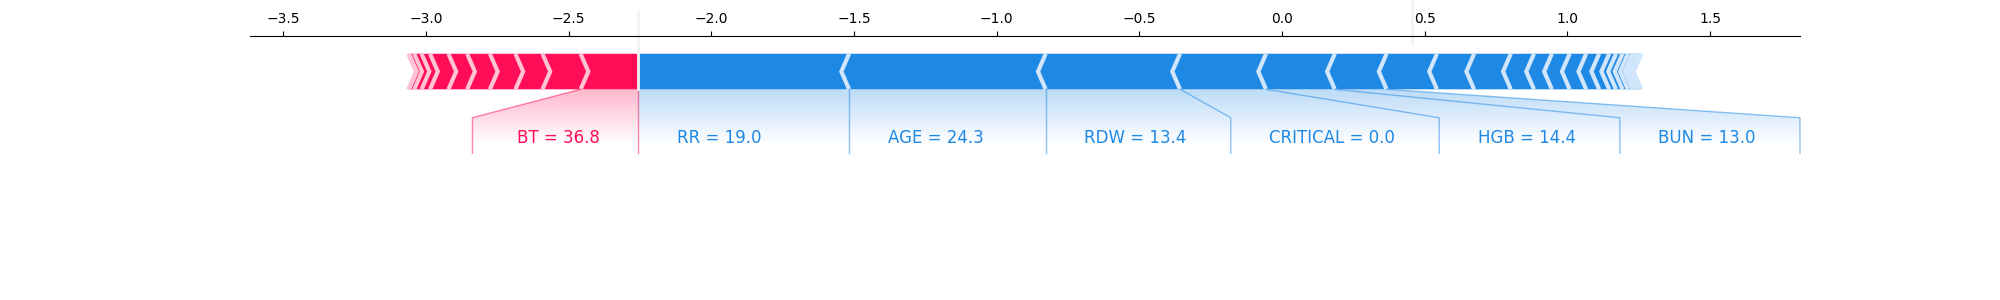 −3.5 −3.0 −2.5 −2.0 −1.5 −1.0 −0.5 0.0 0.5 1.0 1.5
BT = 36.8 RR = 19.0 AGE = 24.3 RDW = 13.4 CRITICAL = 0.0 HGB = 14.4 BUN = 13.0